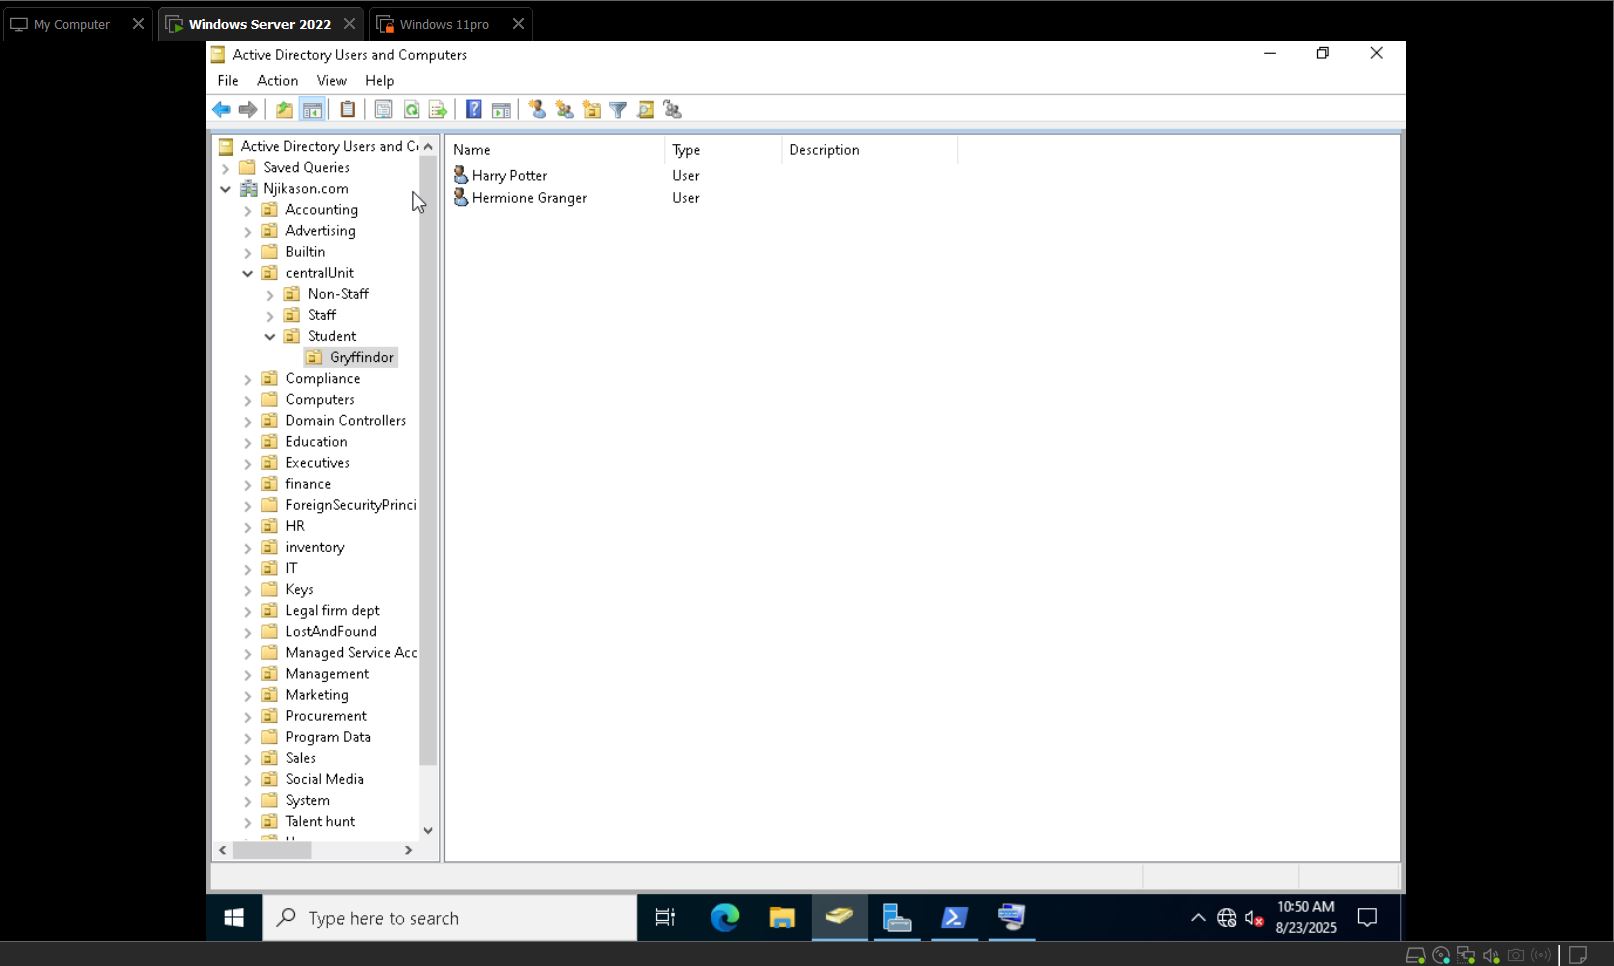 My Computer
Windows Server 2022
Windows 11pro
Active Directory Users and Computers
File Action View Help
Active Directory Users and
Saved Queries
Njikason.com
Accounting
Advertising
Builtin
centralUnit
Non-Staff
Staff
Student
Gryffindor
Compliance
Computers
Domain Controllers
Education
Executives
finance
ForeignSecurityPrinci
HR
inventory
IT
Keys
Legal firm dept
LostAndFound
Managed Service Acc
Management
Marketing
Procurement
Program Data
Sales
Social Media
System
Talent hunt
Name Type Description
Harry Potter User
Hermione Granger User
Type here to search
10:50 AM
8/23/2025